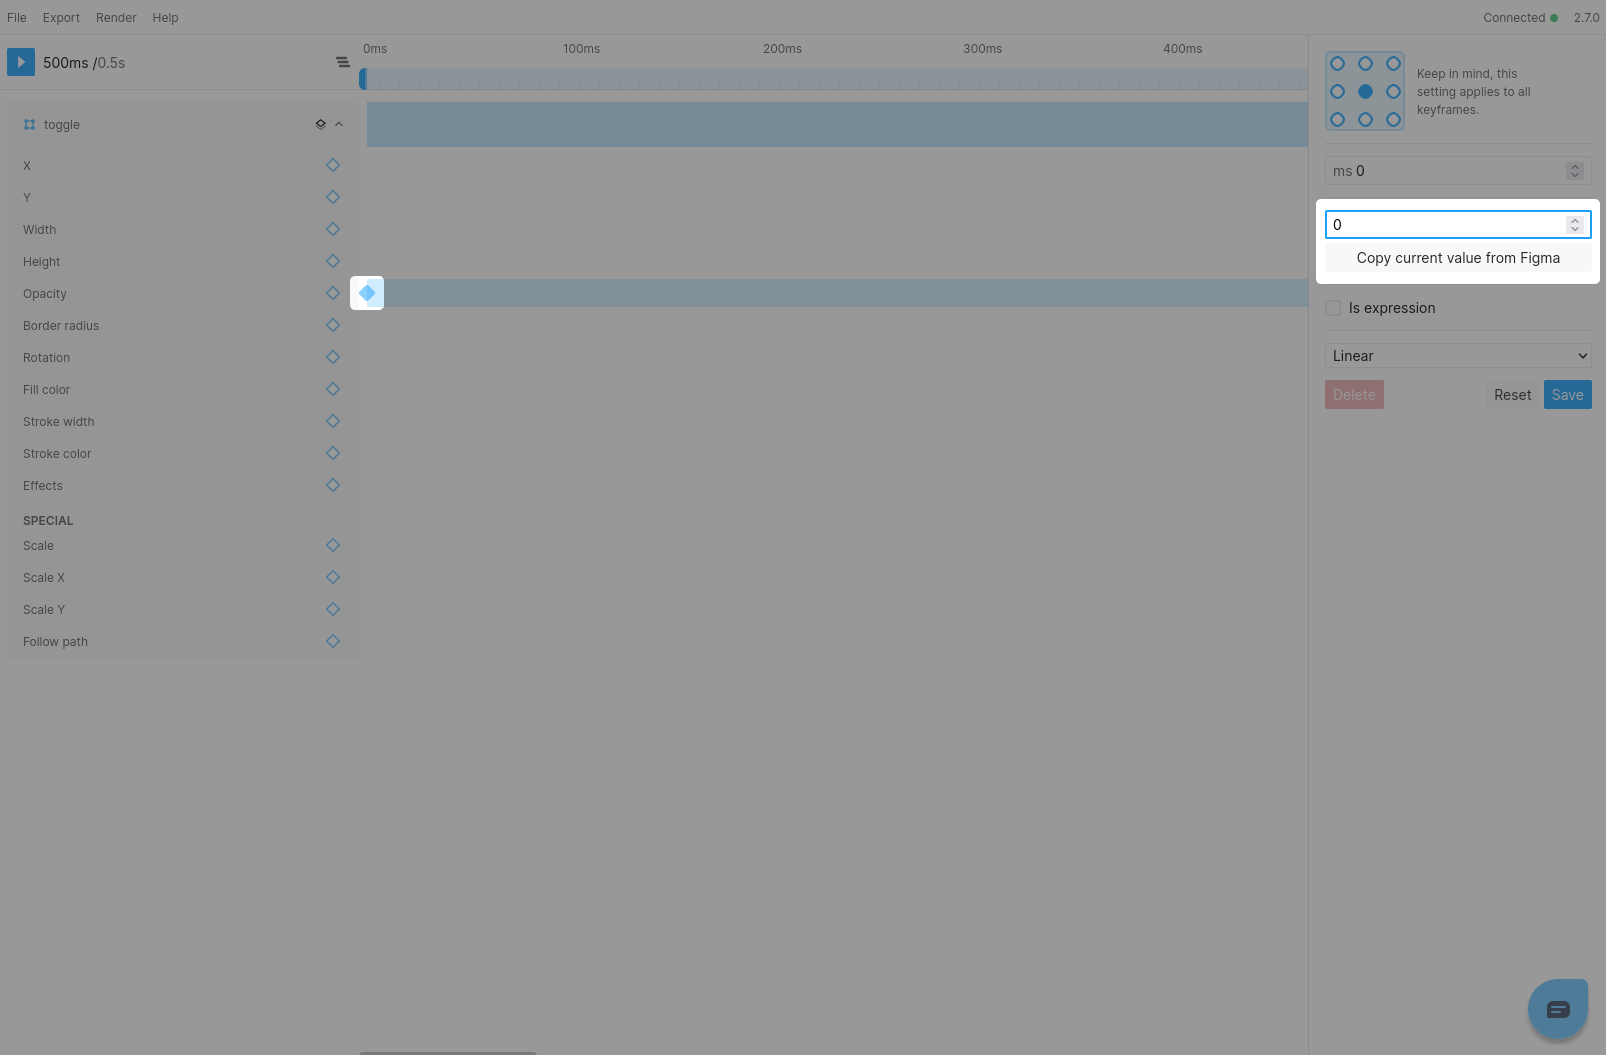 File Export Render Help Connected 2.7.0
500ms /0.5s
0ms 100ms 200ms 300ms 400ms
toggle
X
Y
Width
Height
Opacity
Border radius
Rotation
Fill color
Stroke width
Stroke color
Effects
SPECIAL
Scale
Scale X
Scale Y
Follow path
Keep in mind, this
setting applies to all
keyframes.
ms 0
0
Copy current value from Figma
Is expression
Linear
Delete Reset Save